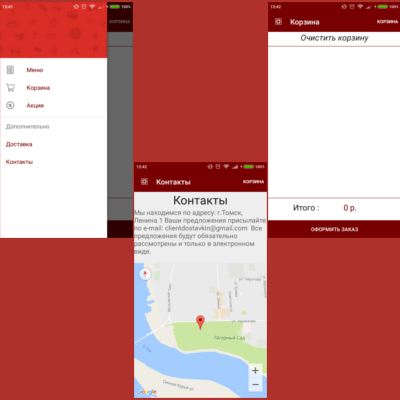 13:41
100%
КОРЗИНА
Меню
Корзина
Акции
Дополнительно
Доставка
Контакты
13:42
100%
Корзина
КОРЗИНА
Очистить корзину
Итого :
0 р.
ОФОРМИТЬ ЗАКАЗ
13:42
100%
Контакты
КОРЗИНА
Контакты
Мы находимся по адресу: г.Томск,
Ленина 1 Ваши предложения присылайте
по e-mail: clientdostavkin@gmail.com Все
предложения будут обязательно
рассмотрены и только в электронном
виде.
Лагерный Сад
Google